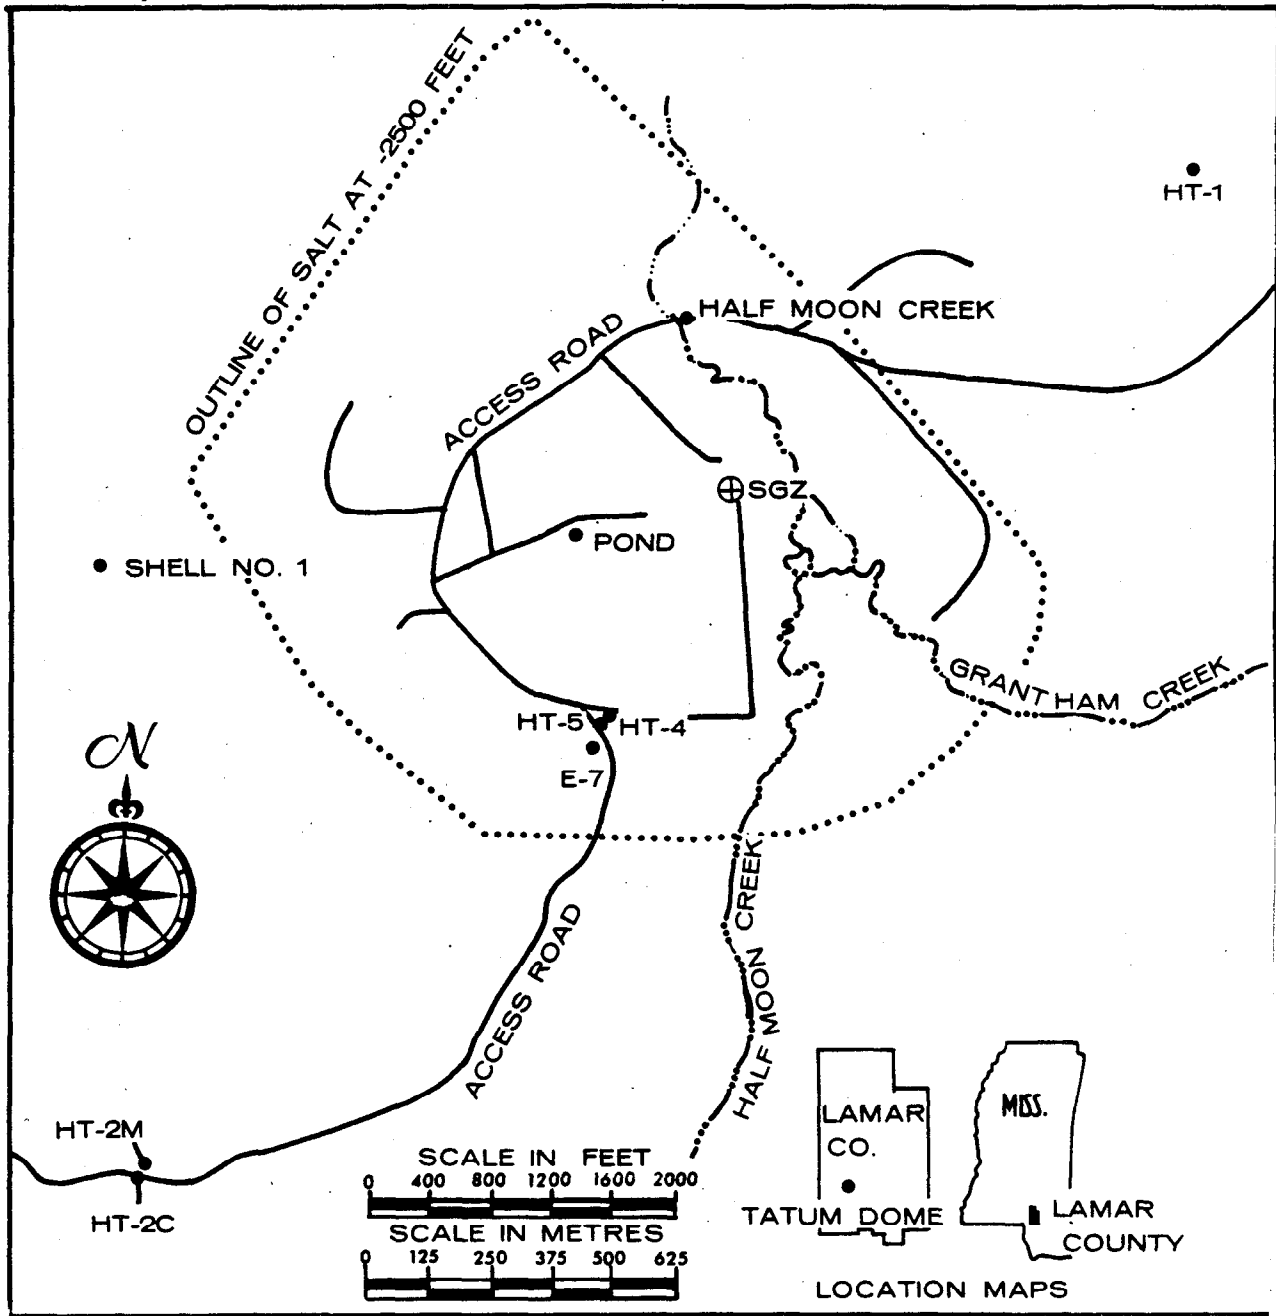 OUTLINE OF SALT AT -2500 FEET
HT-1
HALF MOON CREEK
ACCESS ROAD
SGZ
POND
SHELL NO. 1
GRANTHAM CREEK
HT-5
HT-4
E-7
N
HALF MOON CREEK
ACCESS ROAD
HT-2M
HT-2C
SCALE IN FEET
0 400 800 1200 1600 2000
SCALE IN METRES
0 125 250 375 500 625
LAMAR
CO.
TATUM DOME
MISS.
LAMAR
COUNTY
LOCATION MAPS